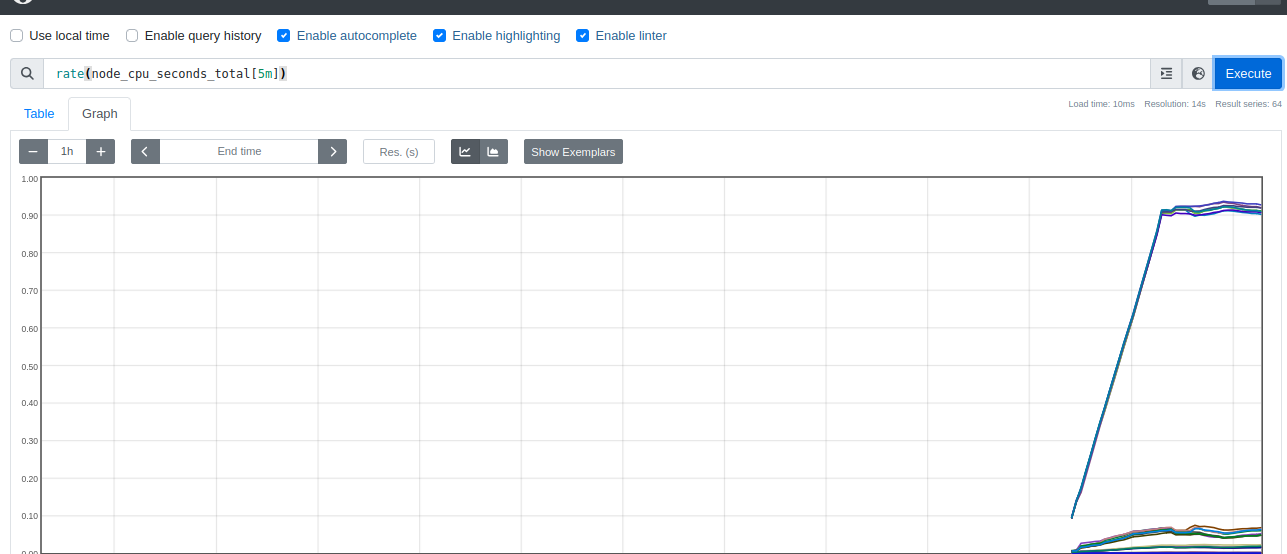 Use local time Enable query history Enable autocomplete Enable highlighting Enable linter
rate(node_cpu_seconds_total[5m])
Execute
Table Graph
Load time: 10ms Resolution: 14s Result series: 64
− 1h + End time Res. (s) Show Exemplars
1.00
0.90
0.80
0.70
0.60
0.50
0.40
0.30
0.20
0.10
0.00